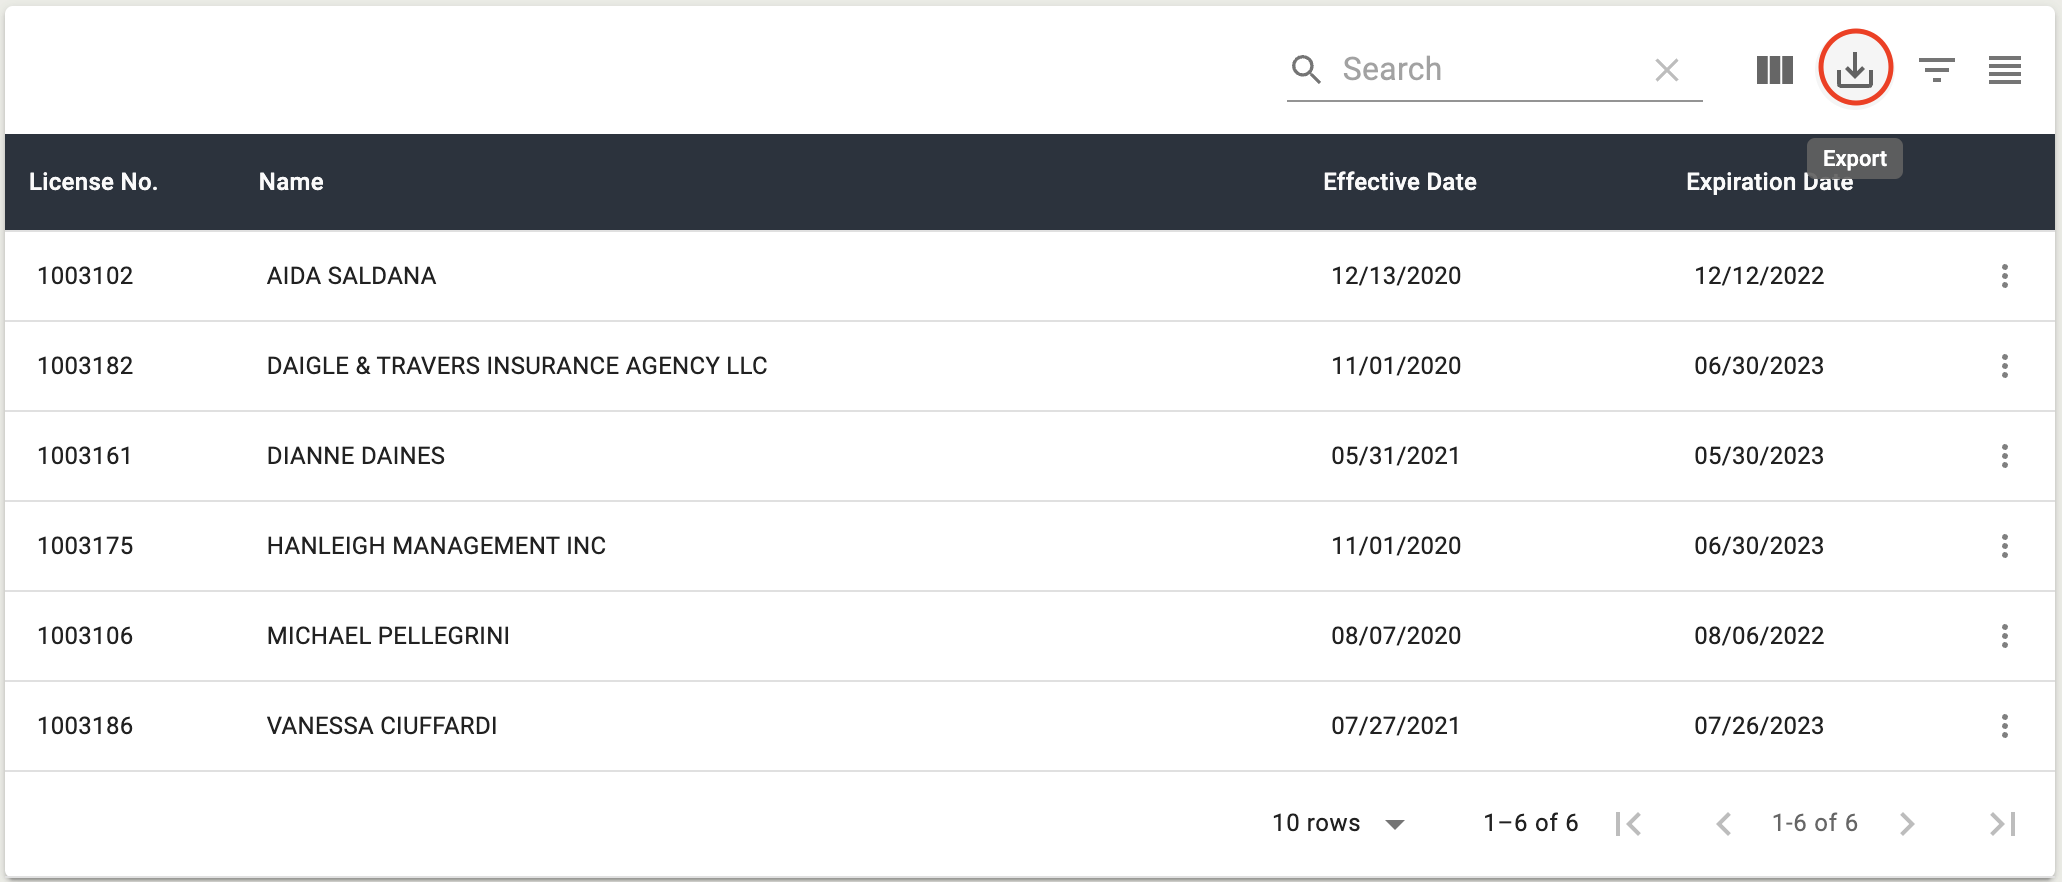 Search
Export
License No. Name Effective Date Expiration Date
1003102 AIDA SALDANA 12/13/2020 12/12/2022
1003182 DAIGLE & TRAVERS INSURANCE AGENCY LLC 11/01/2020 06/30/2023
1003161 DIANNE DAINES 05/31/2021 05/30/2023
1003175 HANLEIGH MANAGEMENT INC 11/01/2020 06/30/2023
1003106 MICHAEL PELLEGRINI 08/07/2020 08/06/2022
1003186 VANESSA CIUFFARDI 07/27/2021 07/26/2023
10 rows 1–6 of 6 1-6 of 6